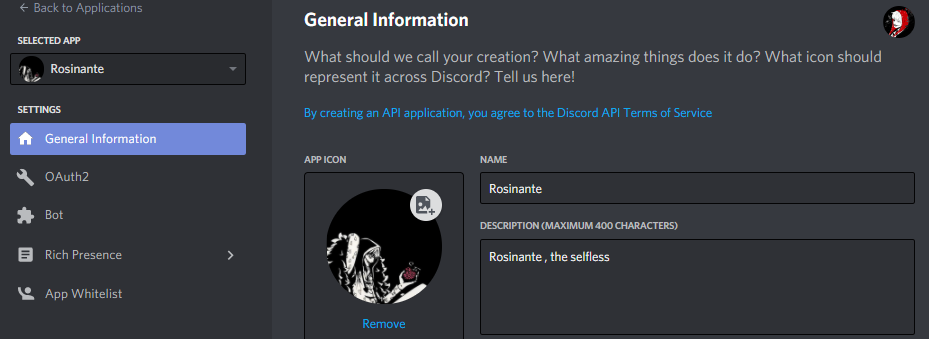 Back to Applications
SELECTED APP
Rosinante
SETTINGS
General Information
OAuth2
Bot
Rich Presence
App Whitelist
General Information
What should we call your creation? What amazing things does it do? What icon should
represent it across Discord? Tell us here!
By creating an API application, you agree to the Discord API Terms of Service
APP ICON
Remove
NAME
Rosinante
DESCRIPTION (MAXIMUM 400 CHARACTERS)
Rosinante , the selfless